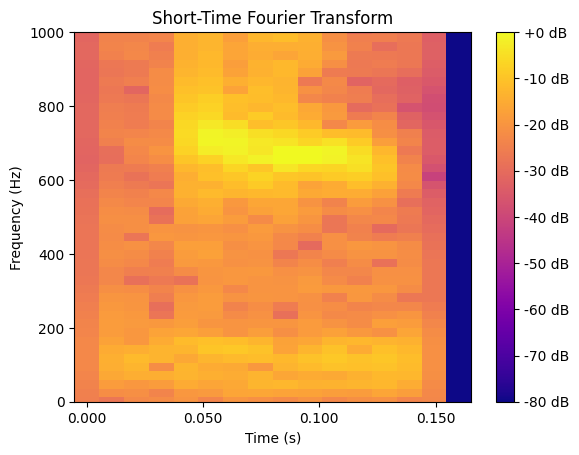 Short-Time Fourier Transform
1000
800
600
400
200
0
Frequency (Hz)
0.000
0.050
0.100
0.150
Time (s)
+0 dB
-10 dB
-20 dB
-30 dB
-40 dB
-50 dB
-60 dB
-70 dB
-80 dB